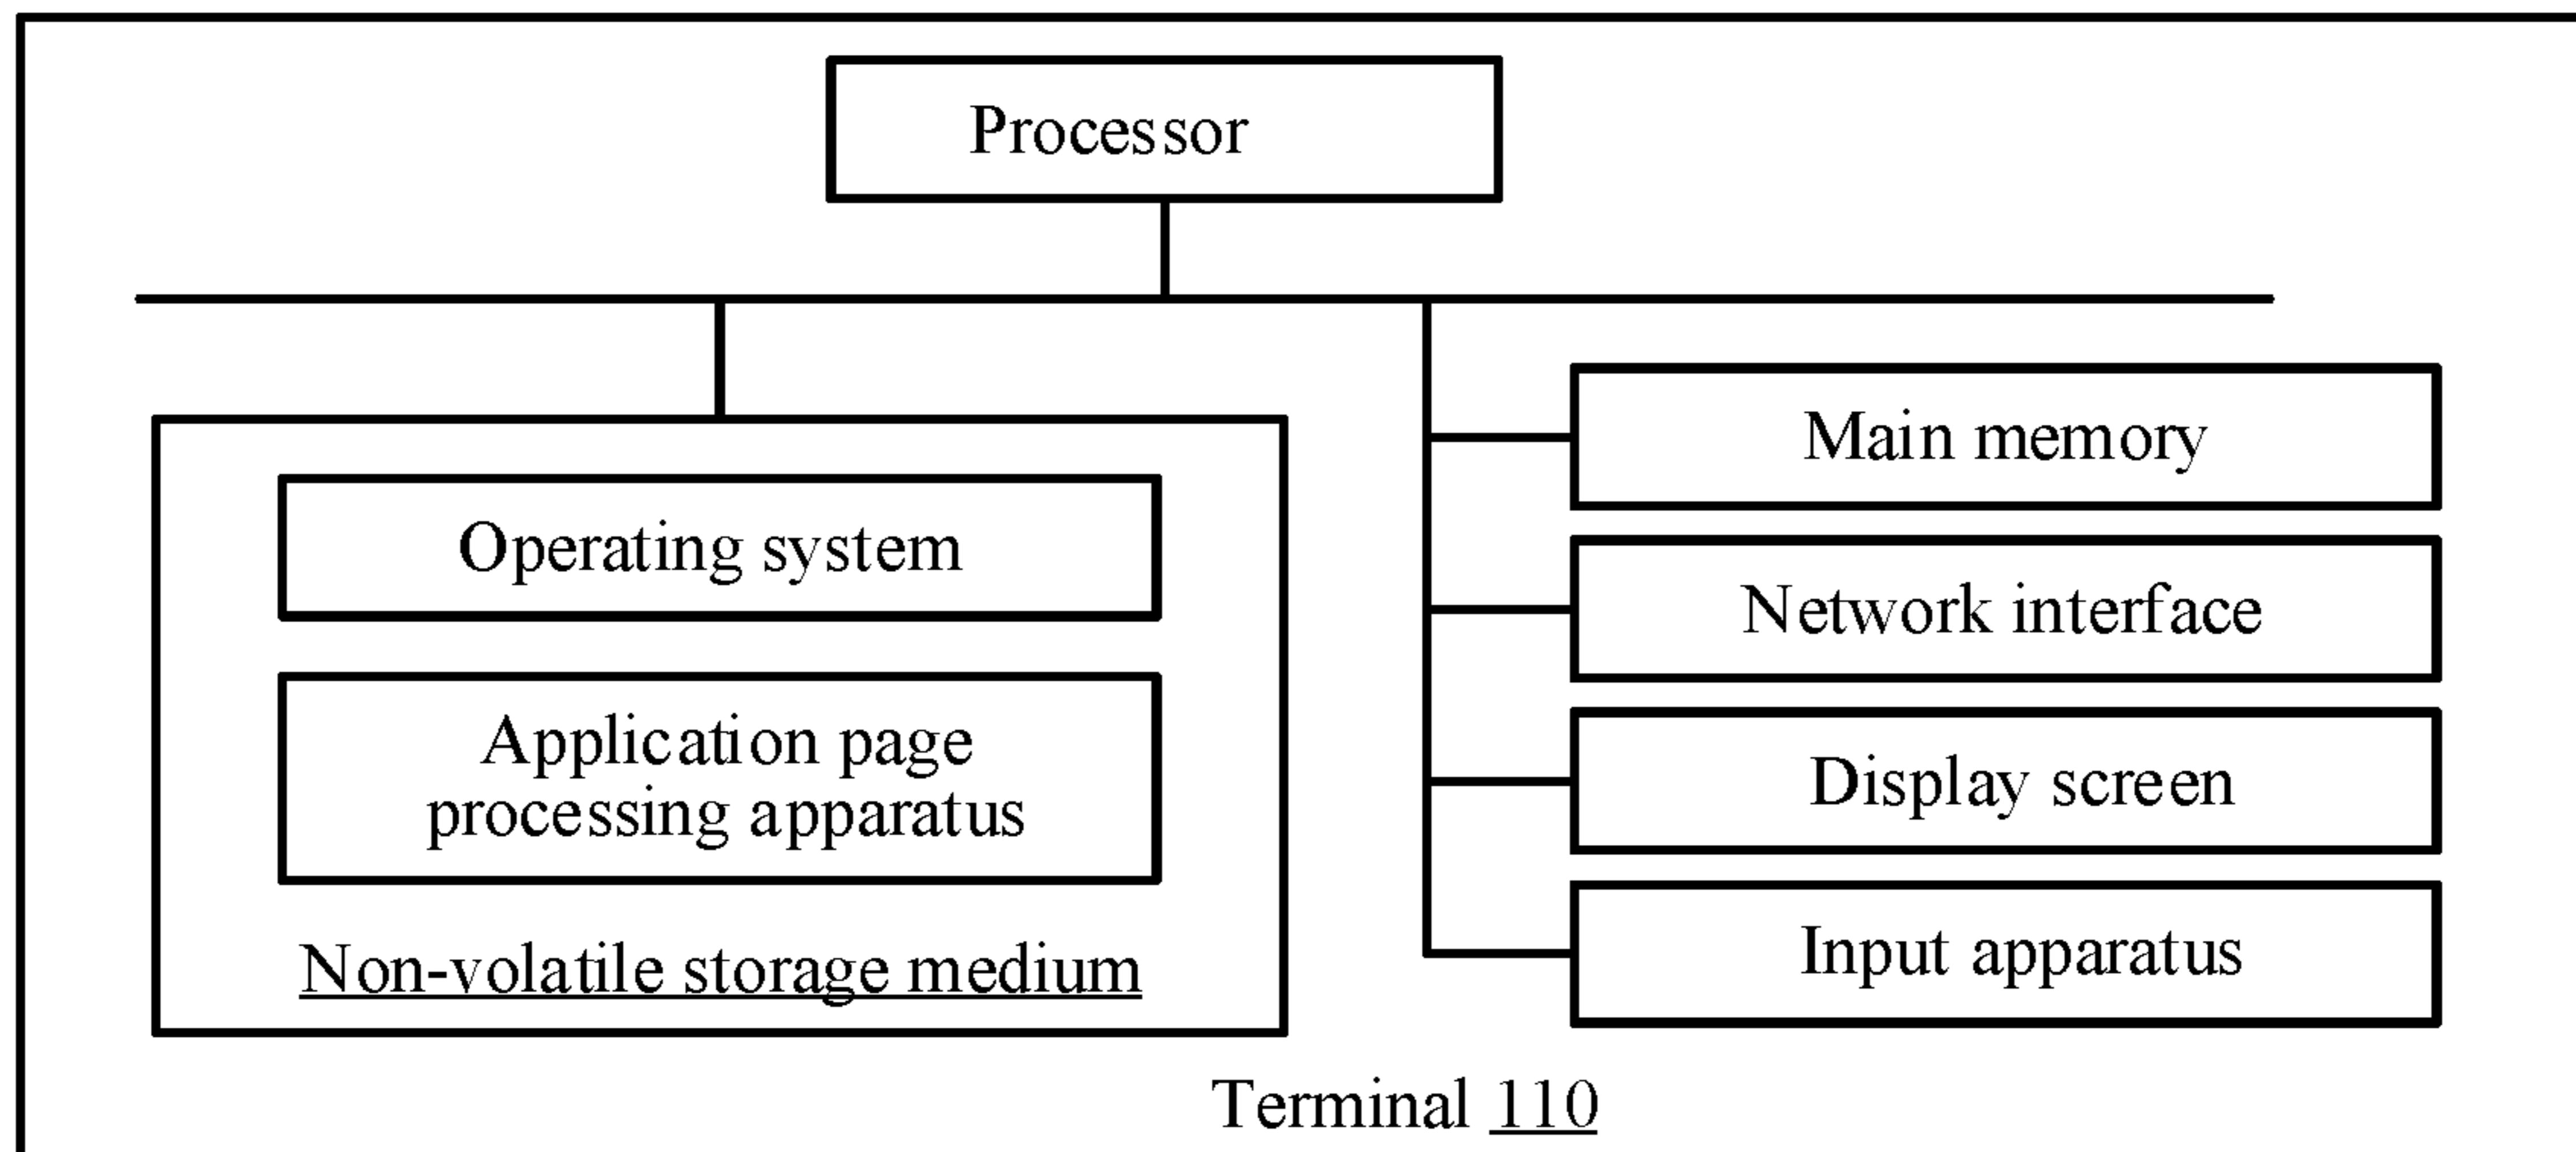 Processor
Operating system
Application page
processing apparatus
Non-volatile storage medium
Main memory
Network interface
Display screen
Input apparatus
Terminal 110